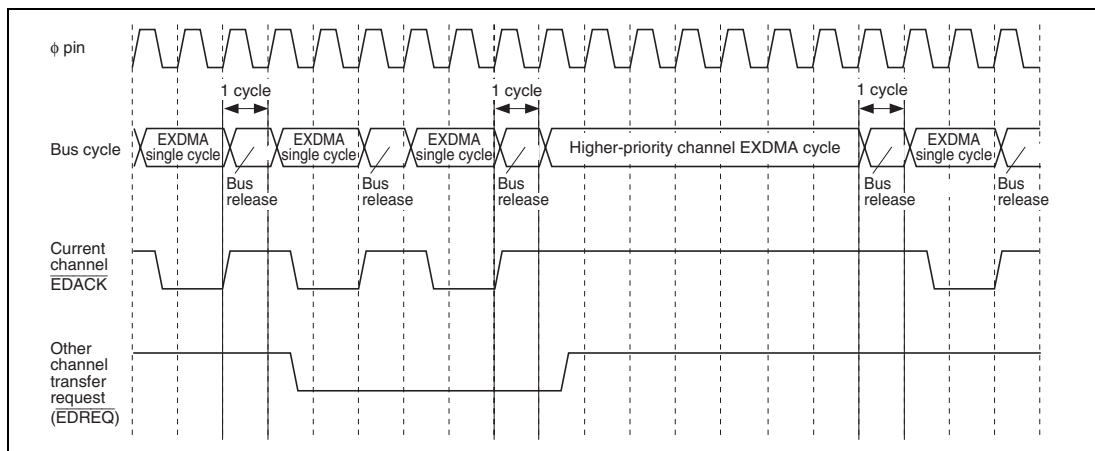 φ pin
1 cycle
1 cycle
1 cycle
Bus cycle
EXDMA
single cycle
EXDMA
single cycle
EXDMA
single cycle
Higher-priority channel EXDMA cycle
EXDMA
single cycle
Bus
release
Bus
release
Bus
release
Bus
release
Bus
release
Current
channel
EDACK
Other
channel
transfer
request
(EDREQ)